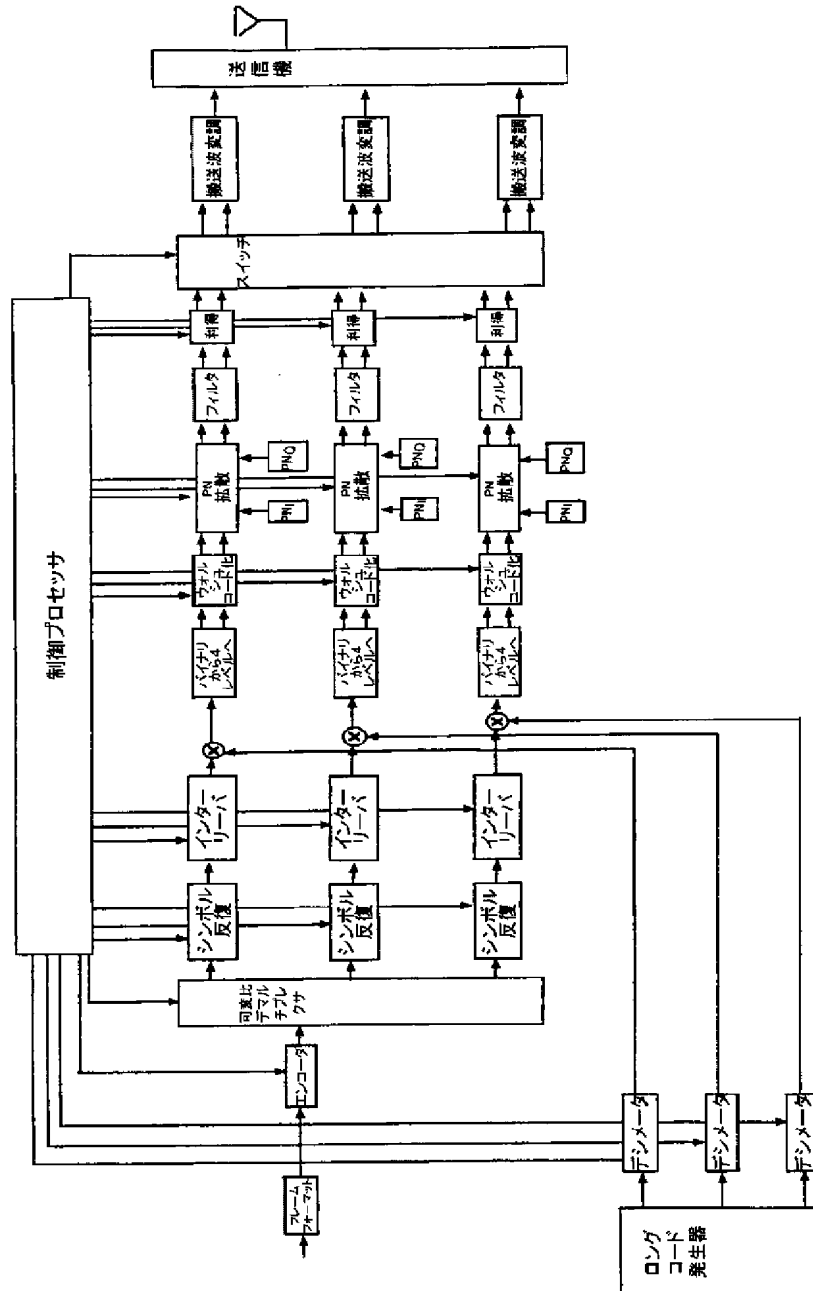 制御プロセッサ
フレーム
フォーマット
エンコーダ
可変比
デマル
チプレ
クサ
シンボル
反復
シンボル
反復
シンボル
反復
インター
リーバ
インター
リーバ
インター
リーバ
X
X
X
バイナリ
から4
レベルへ
バイナリ
から4
レベルへ
バイナリ
から4
レベルへ
ウォル
シュ
コード化
ウォル
シュ
コード化
ウォル
シュ
コード化
PN
拡散
PN
拡散
PN
拡散
PNI
PNQ
PNI
PNQ
PNI
PNQ
フィルタ
フィルタ
フィルタ
利得
利得
利得
スイッチ
搬送波変調
搬送波変調
搬送波変調
送信機
ロング
コード
発生器
デシメータ
デシメータ
デシメータ